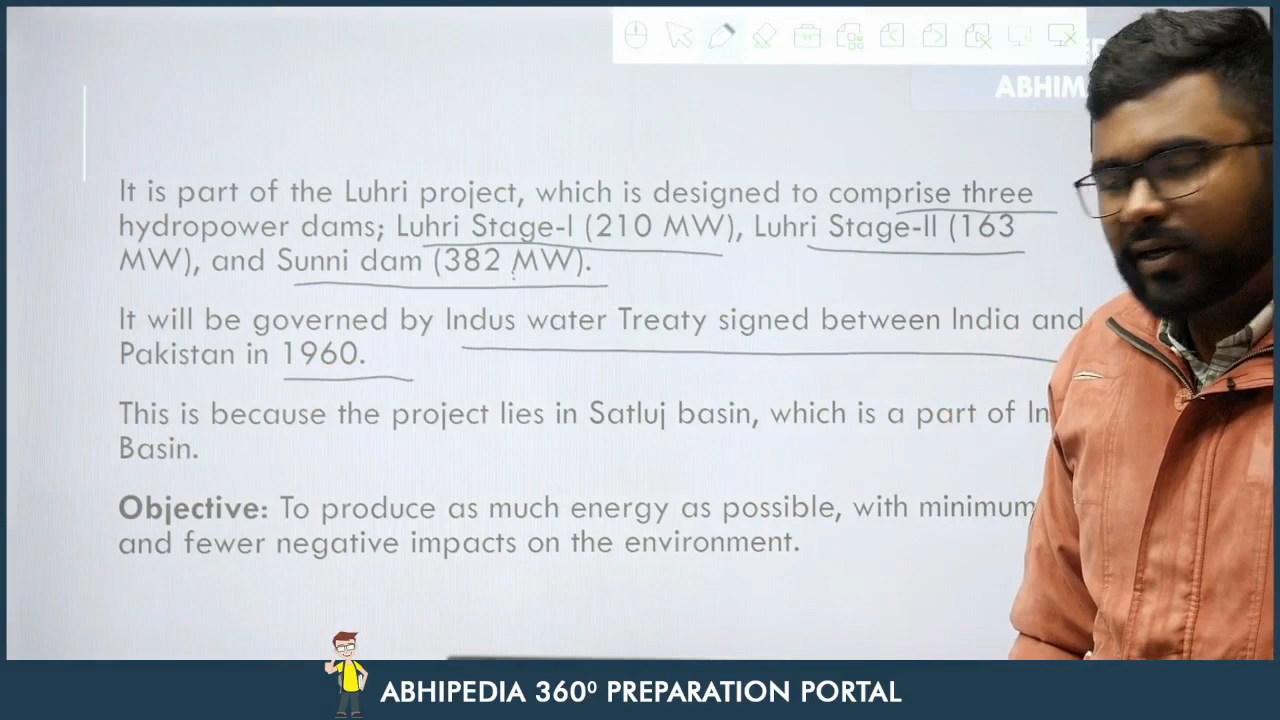 ABHIM
It is part of the Luhri project, which is designed to comprise three
hydropower dams; Luhri Stage-I (210 MW), Luhri Stage-II (163
MW), and Sunni dam (382 MW).
It will be governed by Indus water Treaty signed between India and
Pakistan in 1960.
This is because the project lies in Satluj basin, which is a part of In
Basin.
Objective: To produce as much energy as possible, with minimum
and fewer negative impacts on the environment.
ABHIPEDIA 360⁰ PREPARATION PORTAL